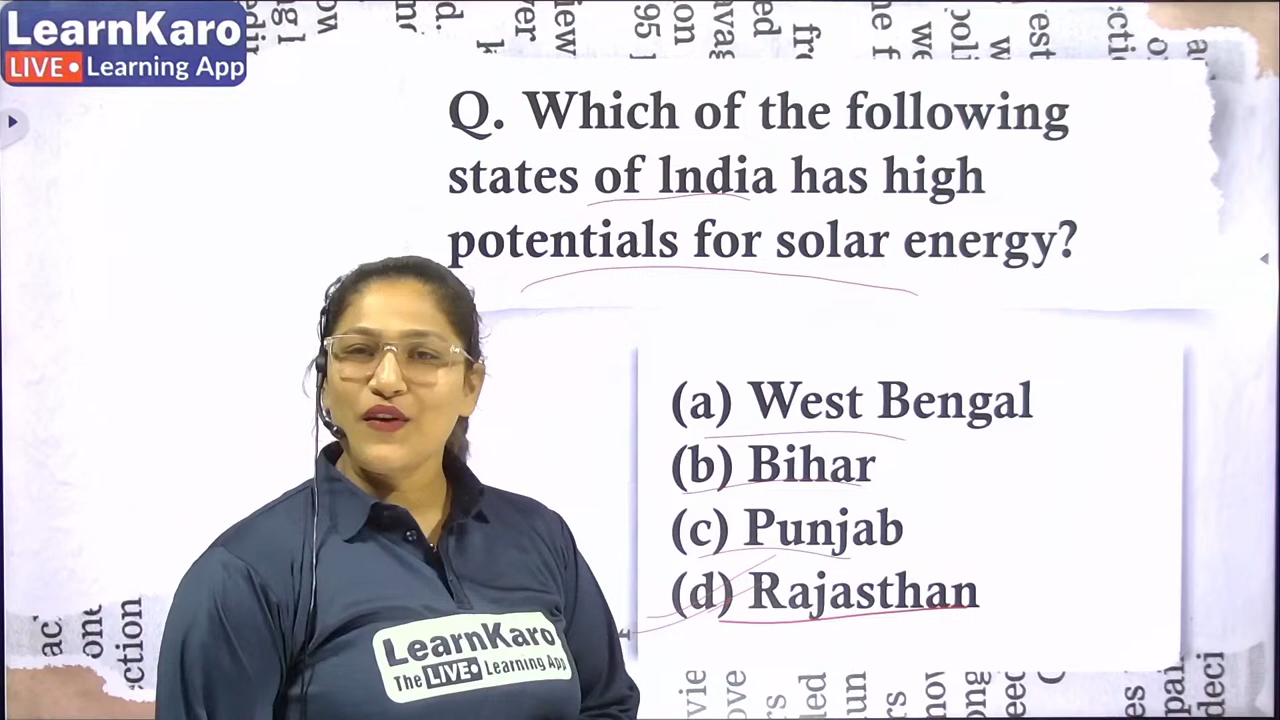 LearnKaro
LIVE • Learning App
Q. Which of the following
states of India has high
potentials for solar energy?
(a) West Bengal
(b) Bihar
(c) Punjab
(d) Rajasthan
LearnKaro
The LIVE• Learning App